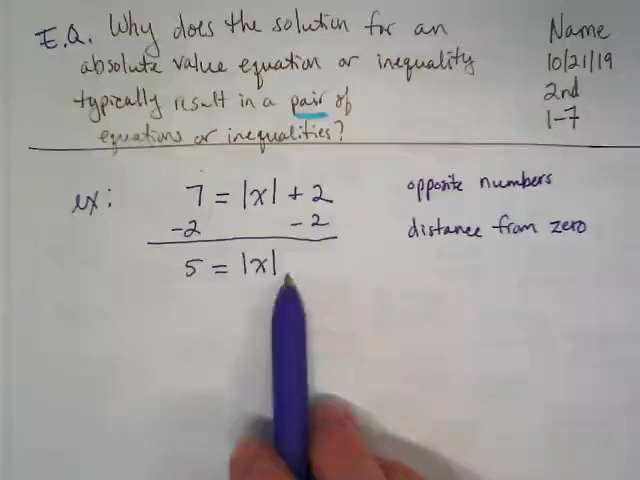 E.Q. Why does the solution for an
absolute value equation or inequality
typically result in a pair of
equations or inequalities?
Name
10/21/19
2nd
1-7
ex: 7 = |x| + 2
-2 -2
5 = |x|
opposite numbers
distance from zero